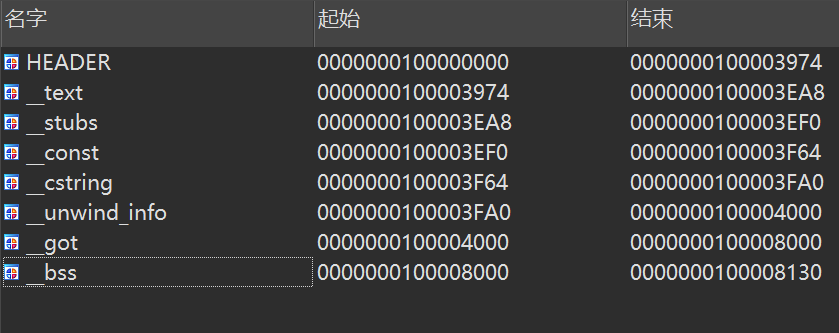 名字 起始 结束
HEADER 0000000100000000 0000000100003974
__text 0000000100003974 0000000100003EA8
__stubs 0000000100003EA8 0000000100003EF0
__const 0000000100003EF0 0000000100003F64
__cstring 0000000100003F64 0000000100003FA0
__unwind_info 0000000100003FA0 0000000100004000
__got 0000000100004000 0000000100008000
__bss 0000000100008000 0000000100008130